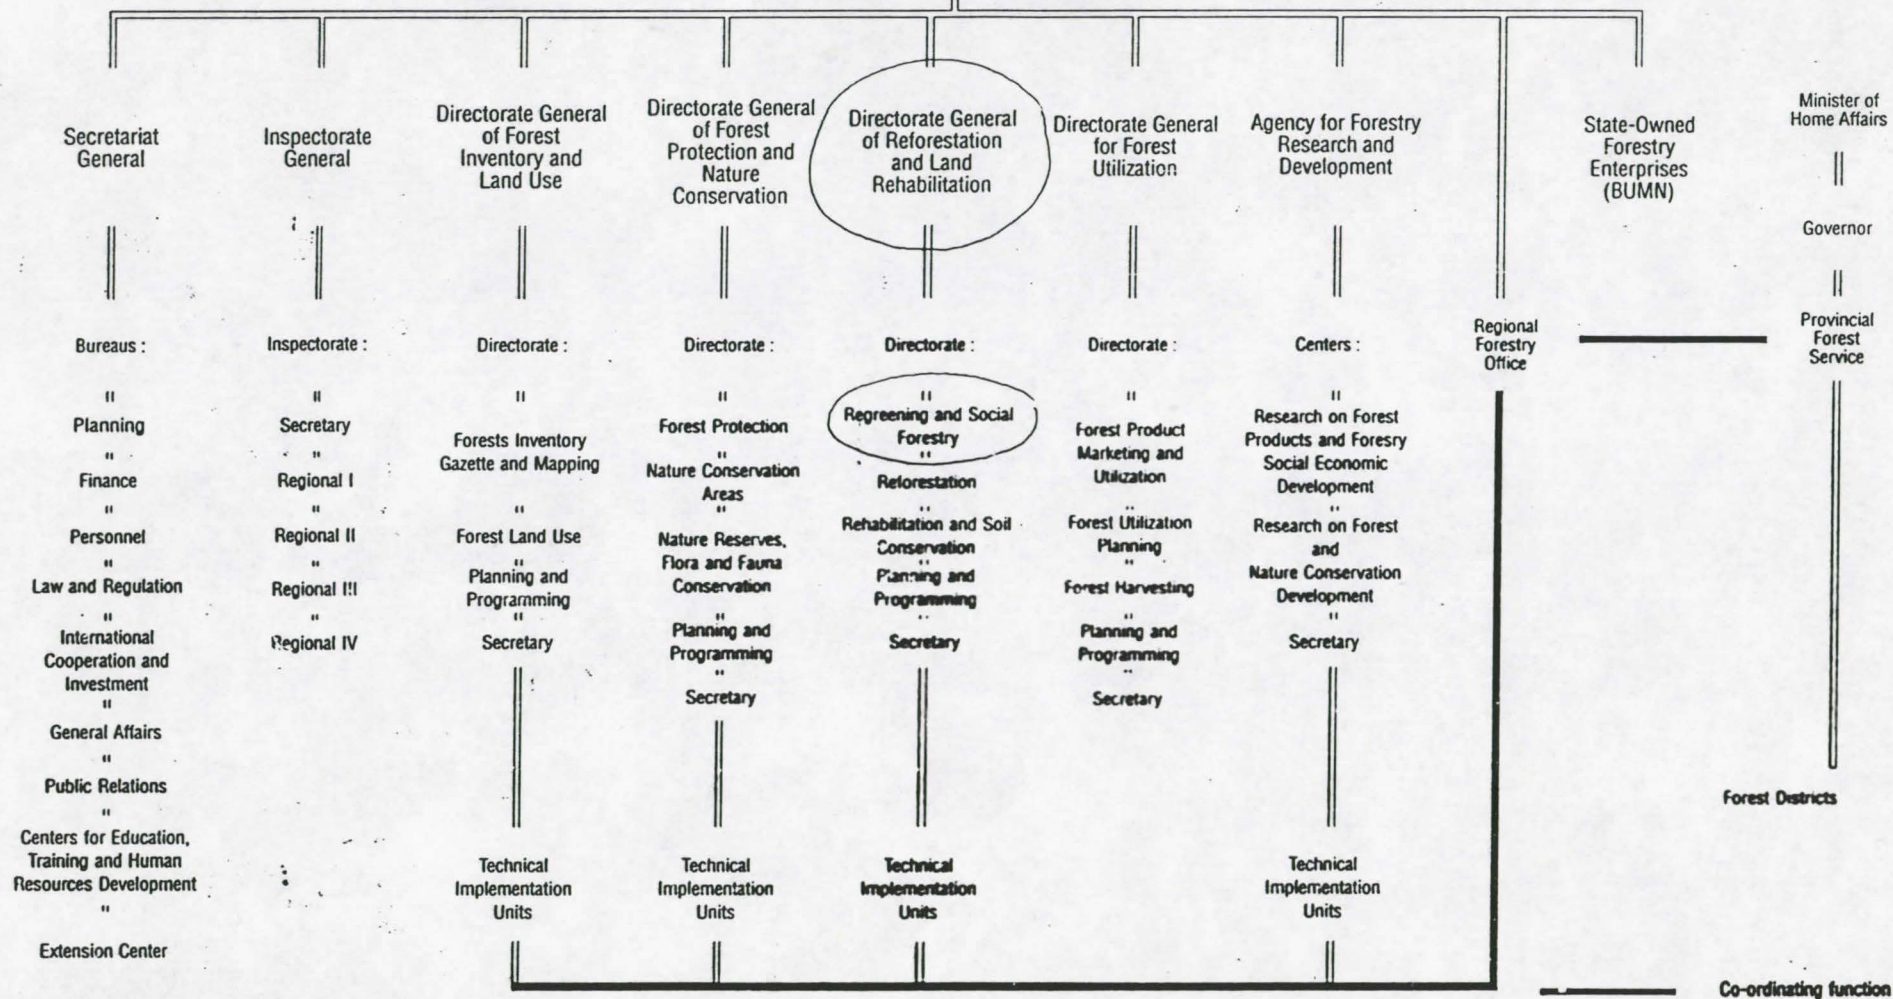 Secretariat
General
Inspectorate
General
Directorate General
of Forest
Inventory and
Land Use
Directorate General
of Forest
Protection and
Nature
Conservation
Directorate General
of Reforestation
and Land
Rehabilitation
Directorate General
for Forest
Utilization
Agency for Forestry
Research and
Development
State-Owned
Forestry
Enterprises
(BUMN)
Minister of
Home Affairs
Governor
Bureaus :
Planning
Finance
Personnel
Law and Regulation
International
Cooperation and
Investment
General Affairs
Public Relations
Centers for Education,
Training and Human
Resources Development
Extension Center
Inspectorate :
Secretary
Regional I
Regional II
Regional III
Regional IV
Directorate :
Forests Inventory
Gazette and Mapping
Forest Land Use
Planning and
Programming
Secretary
Technical
Implementation
Units
Directorate :
Forest Protection
Nature Conservation
Areas
Nature Reserves,
Flora and Fauna
Conservation
Planning and
Programming
Secretary
Technical
Implementation
Units
Directorate :
Regreening and Social
Forestry
Reforestation
Rehabilitation and Soil
Conservation
Planning and
Programming
Secretary
Technical
Implementation
Units
Directorate :
Forest Product
Marketing and
Utilization
Forest Utilization
Planning
Forest Harvesting
Planning and
Programming
Secretary
Centers :
Research on Forest
Products and Foresry
Social Economic
Development
Research on Forest
and
Nature Conservation
Development
Secretary
Technical
Implementation
Units
Regional
Forestry
Office
Provincial
Forest
Service
Forest Districts
Co-ordinating function